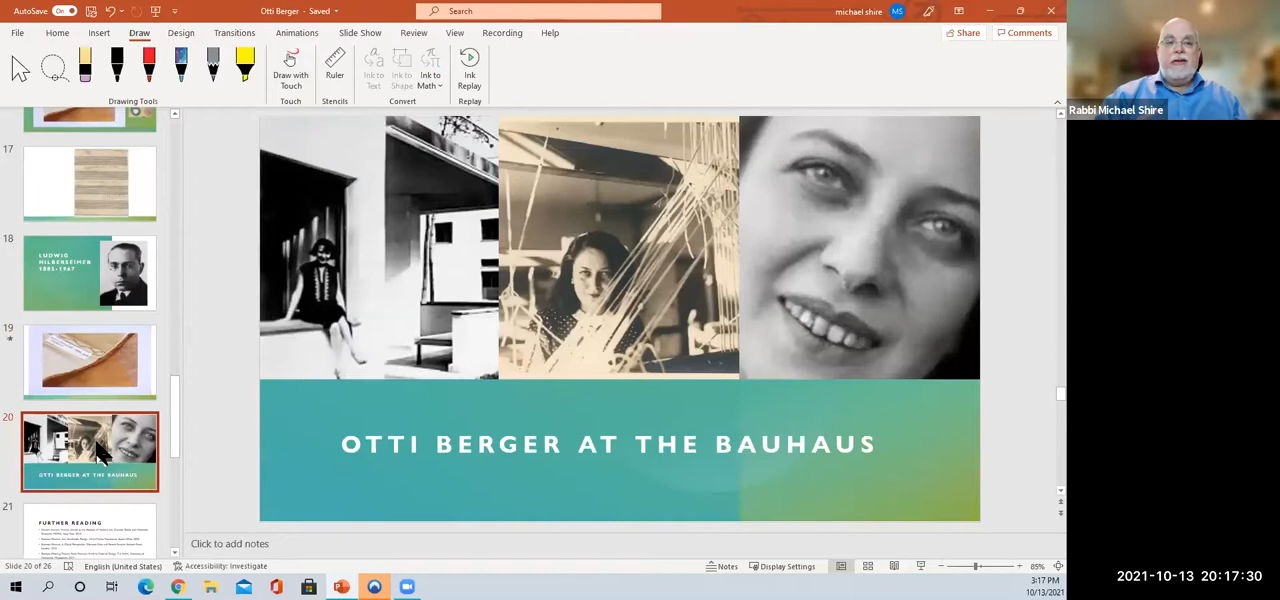 AutoSave On Otti Berger - Saved Search michael shire MS
File Home Insert Draw Design Transitions Animations Slide Show Review View Recording Help Share Comments
Draw with Touch
Ruler
Ink to Text
Ink to Shape
Ink to Math
Ink Replay
Drawing Tools Touch Stencils Convert Replay
Rabbi Michael Shire
17
18
LUDWIG
HILBERSEIMER
1885-1967
19
20
OTTI BERGER AT THE BAUHAUS
21
FURTHER READING
OTTI BERGER AT THE BAUHAUS
Click to add notes
Slide 20 of 26 English (United States) Accessibility: Investigate Notes Display Settings 85%
3:17 PM
10/13/2021
2021-10-13 20:17:30